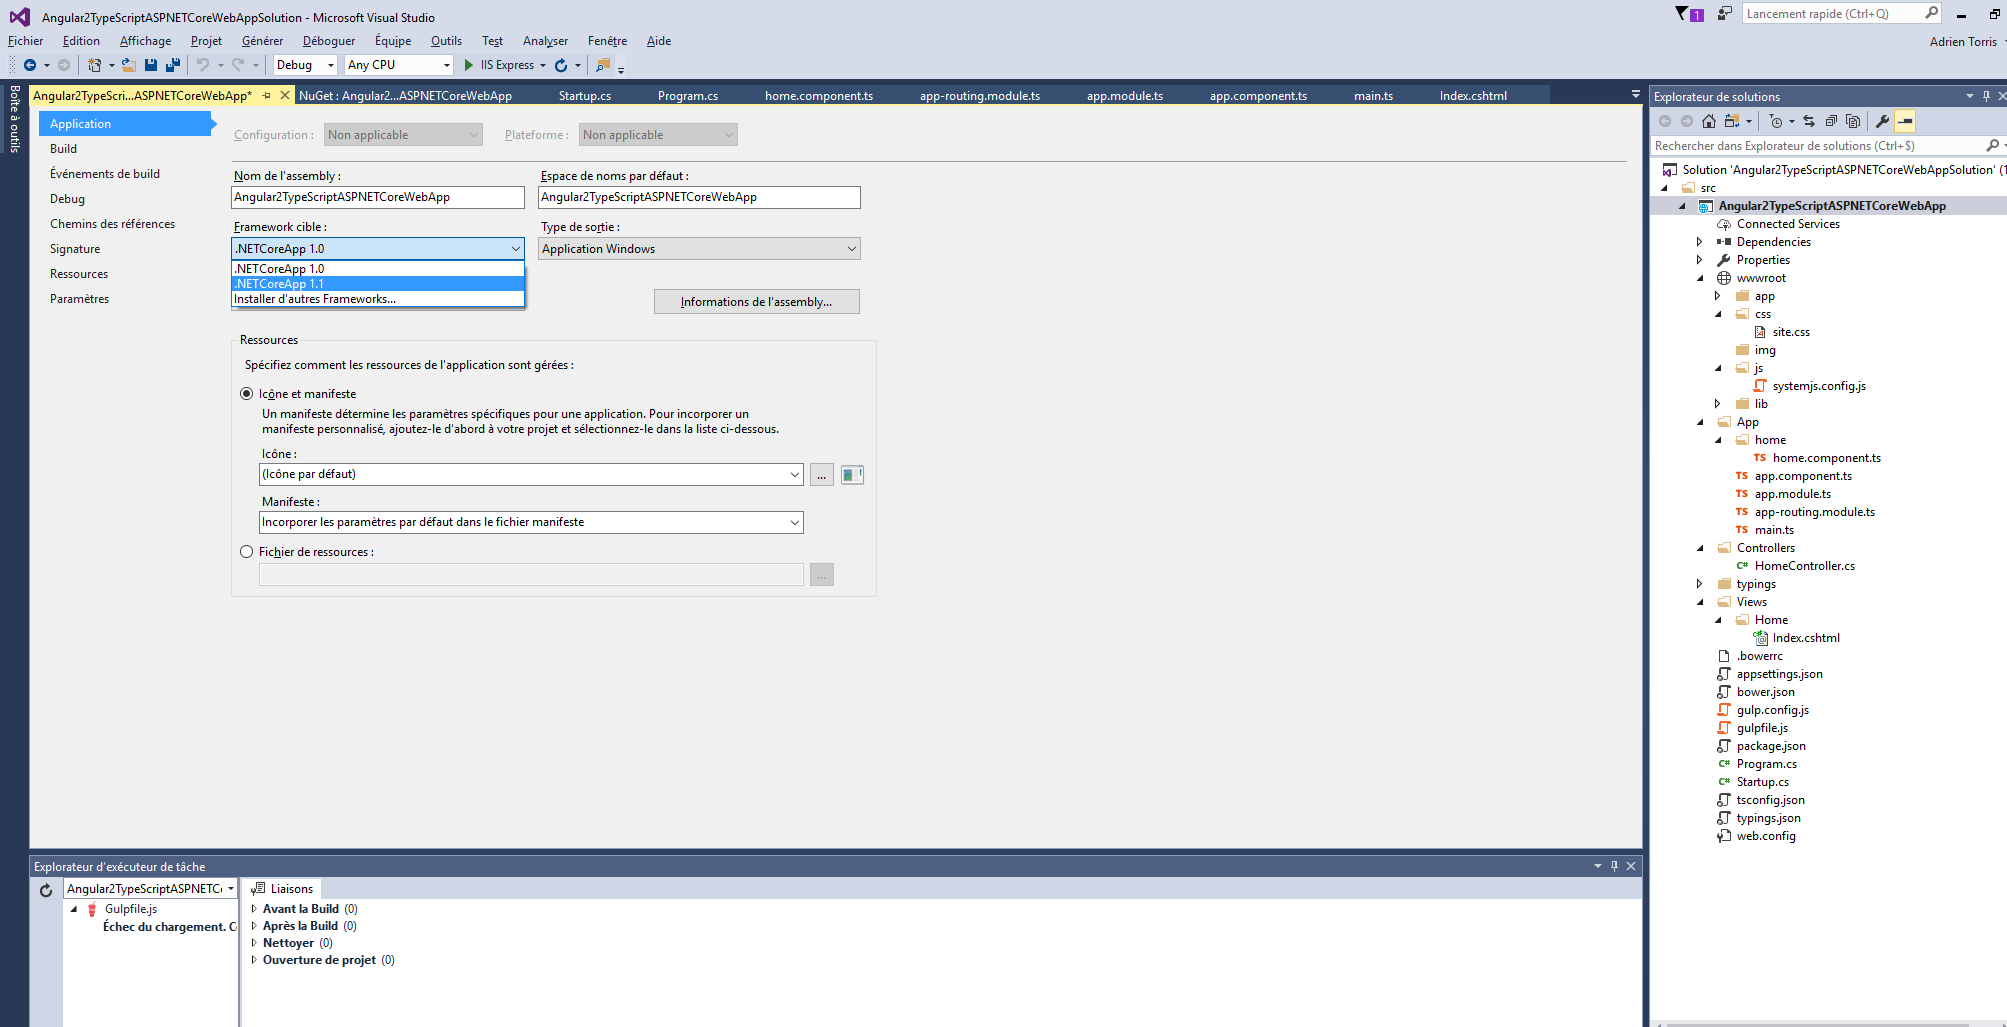 Angular2TypeScriptASPNETCoreWebAppSolution - Microsoft Visual Studio
1
Lancement rapide (Ctrl+Q)
Fichier Edition Affichage Projet Générer Déboguer Équipe Outils Test Analyser Fenêtre Aide
Adrien Torris
Debug Any CPU IIS Express
Boîte à outils
Angular2TypeScri...ASPNETCoreWebApp* NuGet : Angular2...ASPNETCoreWebApp Startup.cs Program.cs home.component.ts app-routing.module.ts app.module.ts app.component.ts main.ts Index.cshtml
Application
Build
Événements de build
Debug
Chemins des références
Signature
Ressources
Paramètres
Configuration : Non applicable Plateforme : Non applicable
Nom de l'assembly : Espace de noms par défaut :
Angular2TypeScriptASPNETCoreWebApp Angular2TypeScriptASPNETCoreWebApp
Framework cible : Type de sortie :
.NETCoreApp 1.0 Application Windows
.NETCoreApp 1.0
.NETCoreApp 1.1
Installer d'autres Frameworks...
Informations de l'assembly...
Ressources
Spécifiez comment les ressources de l'application sont gérées :
Icône et manifeste
Un manifeste détermine les paramètres spécifiques pour une application. Pour incorporer un
manifeste personnalisé, ajoutez-le d'abord à votre projet et sélectionnez-le dans la liste ci-dessous.
Icône :
(Icône par défaut) ...
Manifeste :
Incorporer les paramètres par défaut dans le fichier manifeste
Fichier de ressources :
...
Explorateur de solutions
Rechercher dans Explorateur de solutions (Ctrl+$)
Solution 'Angular2TypeScriptASPNETCoreWebAppSolution' (1
src
Angular2TypeScriptASPNETCoreWebApp
Connected Services
Dependencies
Properties
wwwroot
app
css
site.css
img
js
systemjs.config.js
lib
App
home
TS home.component.ts
TS app.component.ts
TS app.module.ts
TS app-routing.module.ts
TS main.ts
Controllers
C# HomeController.cs
typings
Views
Home
Index.cshtml
.bowerrc
appsettings.json
bower.json
gulp.config.js
gulpfile.js
package.json
C# Program.cs
C# Startup.cs
tsconfig.json
typings.json
web.config
Explorateur d'exécuteur de tâche
Angular2TypeScriptASPNETC
Gulpfile.js
Échec du chargement. C
Liaisons
Avant la Build (0)
Après la Build (0)
Nettoyer (0)
Ouverture de projet (0)